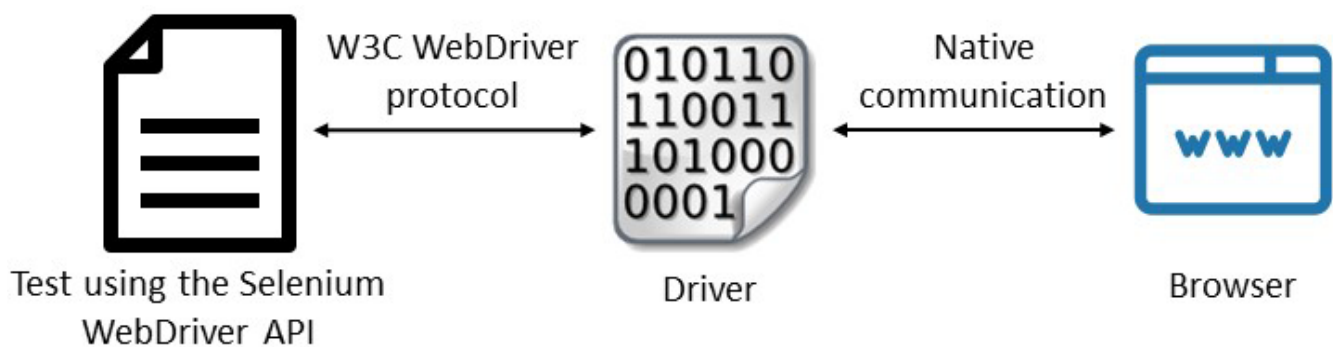 W3C WebDriver
protocol
010110
110011
101000
0001
Native
communication
www
Test using the Selenium
WebDriver API
Driver
Browser